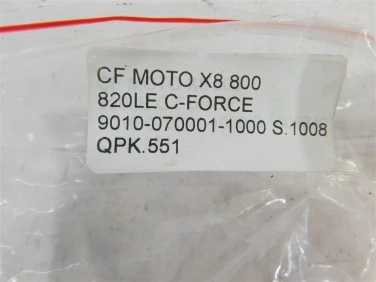 CF MOTO X8 800
820LE C-FORCE
9010-070001-1000 S.1008
QPK.551